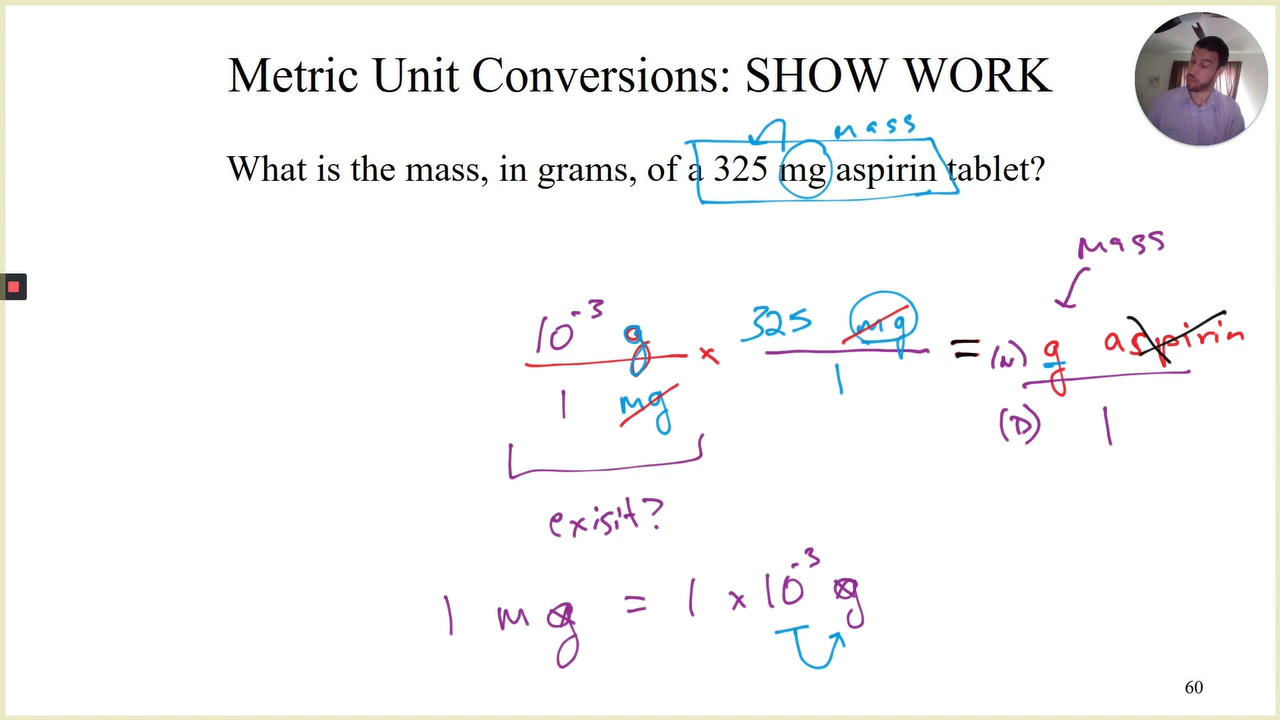 Metric Unit Conversions: SHOW WORK
mass
What is the mass, in grams, of a 325 mg aspirin tablet?
mass
10⁻³ g / 1 mg × 325 mg / 1 = (N) g aspirin / (D) 1
exisit?
1 mg = 1 × 10⁻³ g
60